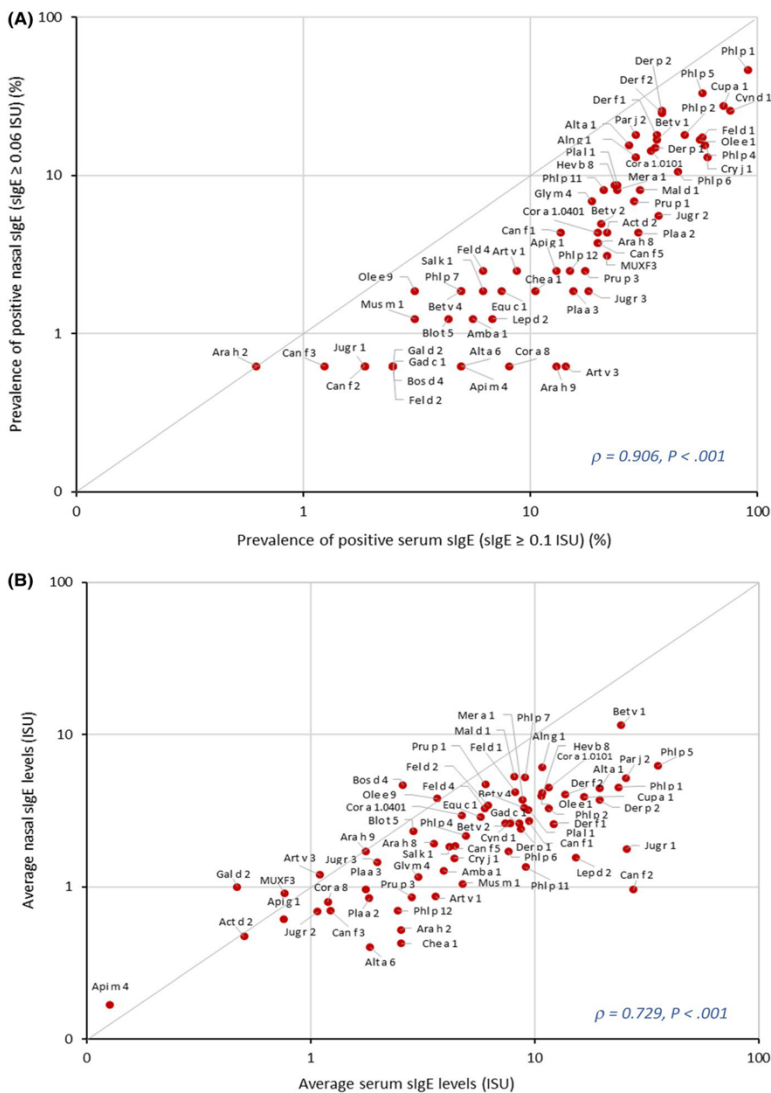 (A)
100
Phl p 1
Der p 2
Der f 2
Phl p 5
Cup a 1
Cyn d 1
Der f 1
Bet v 1
Phl p 2
Alt a 1
Par j 2
Feld 1
Ole e 1
Aln g 1
Der p 1
Phl p 4
Pla l 1
Cor a 1.0101
Cry j 1
Hev b 8
Mer a 1
Phl p 6
Phl p 11
Mal d 1
Gly m 4
Pru p 1
Cor a 1.0401
Bet v 2
Jug r 2
Act d 2
Can f 1
Pla a 2
Ara h 8
Fel d 4
Art v 1
Api g 1
Phl p 12
Can f 5
Sal k 1
MUXF3
Ole e 9
Phl p 7
Che a 1
Pru p 3
Mus m 1
Bet v 4
Equ c 1
Pla a 3
Jug r 3
Blot 5
Amb a 1
Lep d 2
Ara h 2
Can f 3
Jug r 1
Gal d 2
Gad c 1
Alt a 6
Cor a 8
Can f 2
Bos d 4
Api m 4
Ara h 9
Art v 3
Fel d 2
10
1
0
Prevalence of positive nasal sIgE (sIgE ≥ 0.06 ISU) (%)
ρ = 0.906, P < .001
0
1
10
100
Prevalence of positive serum sIgE (sIgE ≥ 0.1 ISU) (%)
(B)
100
Bet v 1
Mer a 1
Phl p 7
Mal d 1
Aln g 1
Hev b 8
Pru p 1
Fel d 1
Cor a 1.0101
Par j 2
Phl p 5
Fel d 2
Alt a 1
Bos d 4
Fel d 4
Bet v 4
Der f 2
Phl p 1
Equ c 1
Gad c 1
Ole e 1
Cup a 1
Cor a 1.0401
Phl p 2
Der p 2
Blot 5
Phl p 4
Bet v 2
Cyn d 1
Pla l 1
Der f 1
Ara h 9
Ara h 8
Can f 5
Der p 1
Can f 1
Art v 3
Jug r 3
Sal k 1
Cry j 1
Phl p 6
Jug r 1
Gal d 2
MUXF3
Pla a 3
Gly m 4
Amb a 1
Lep d 2
Can f 2
Api g 1
Cor a 8
Pru p 3
Mus m 1
Phl p 11
Act d 2
Pla a 2
Phl p 12
Art v 1
Jug r 2
Can f 3
Ara h 2
Alt a 6
Che a 1
Api m 4
10
1
0
Average nasal sIgE levels (ISU)
ρ = 0.729, P < .001
0
1
10
100
Average serum sIgE levels (ISU)